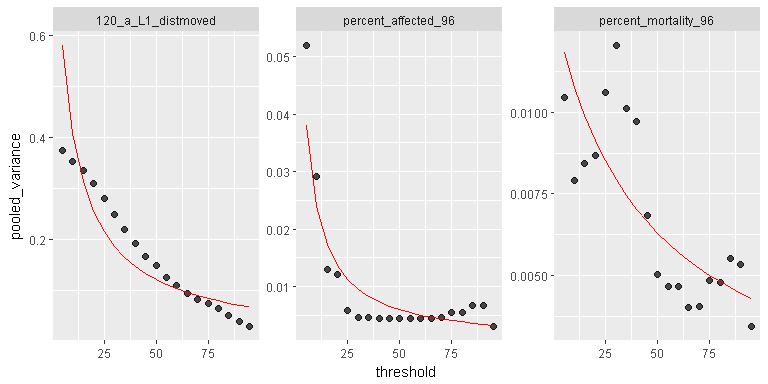 120_a_L1_distmoved
percent_affected_96
percent_mortality_96
0.6
0.4
0.2
0.05
0.04
0.03
0.02
0.01
0.0100
0.0075
0.0050
pooled_variance
25 50 75
25 50 75
25 50 75
threshold